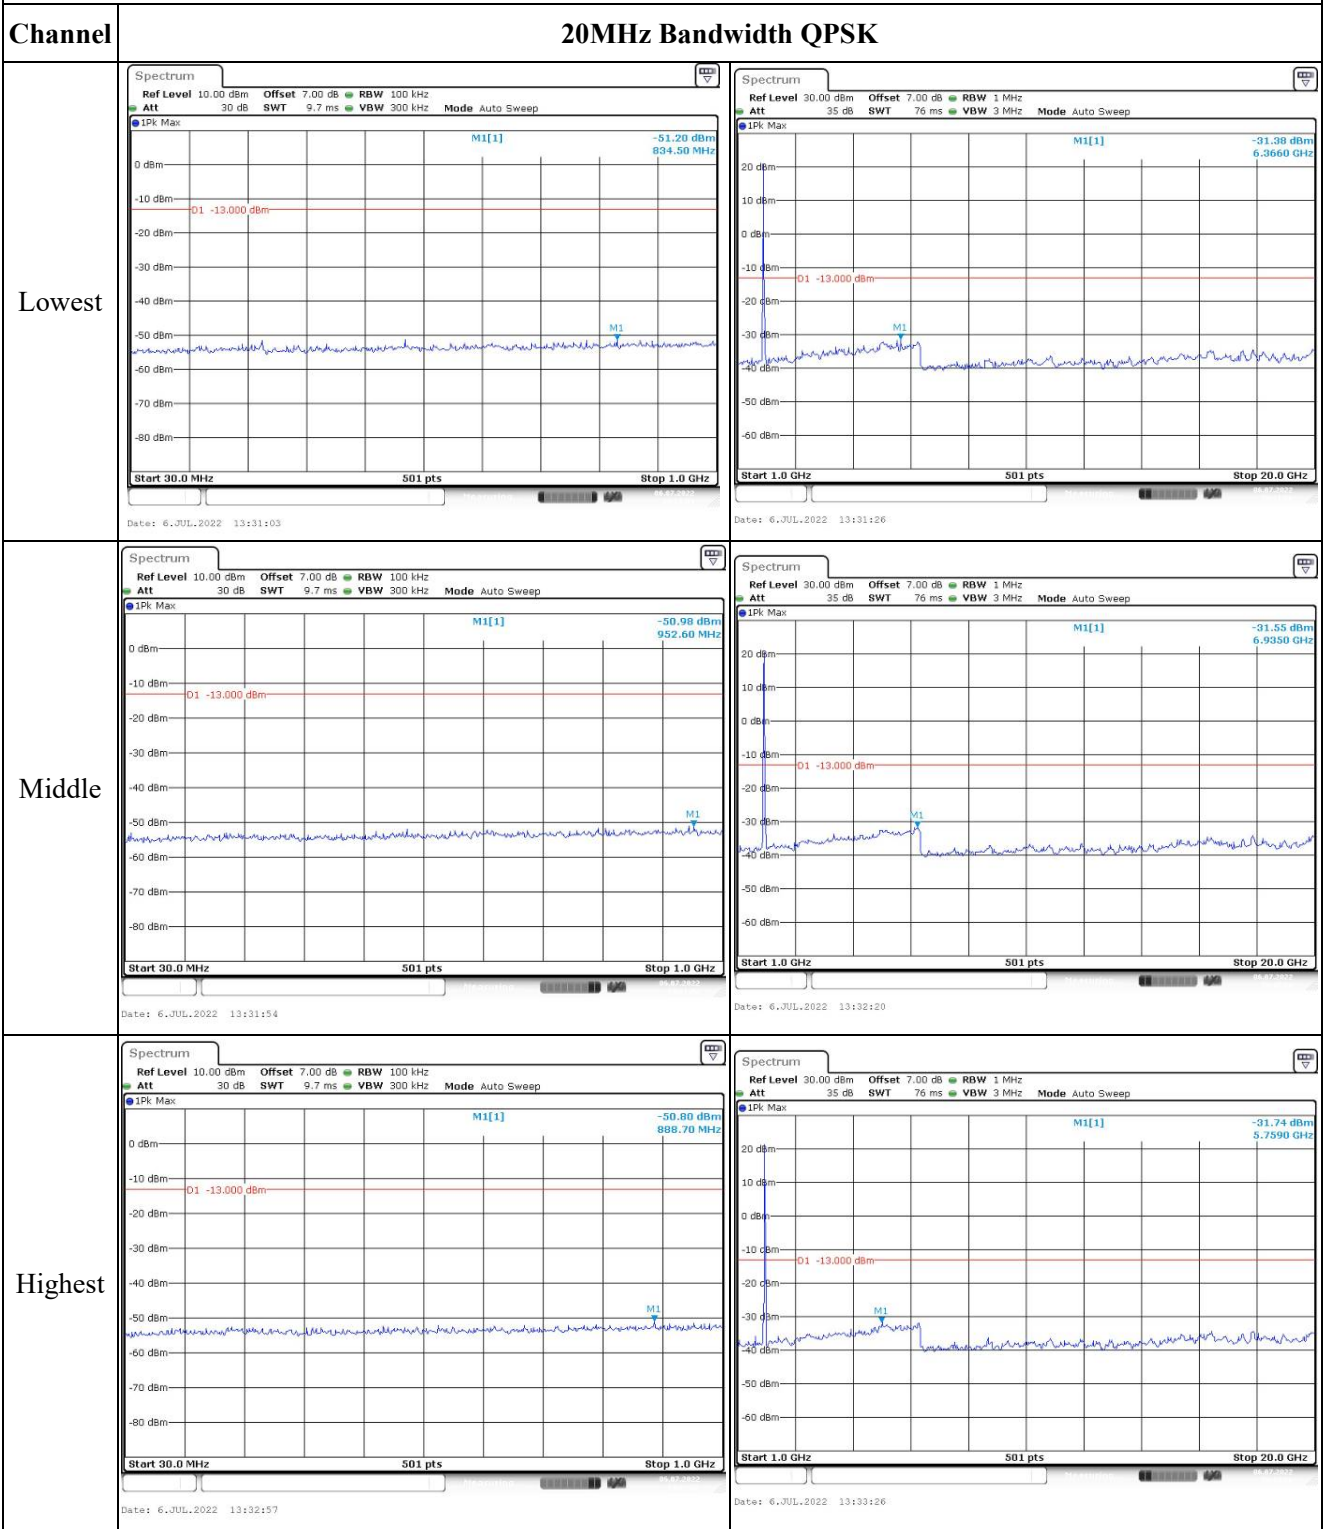 Channel 20MHz Bandwidth QPSK
Lowest
Spectrum
Ref Level 10.00 dBm Offset 7.00 dB RBW 100 kHz
Att 30 dB SWT 9.7 ms VBW 300 kHz Mode Auto Sweep
1Pk Max
M1[1] -51.20 dBm
834.50 MHz
0 dBm
-10 dBm
D1 -13.000 dBm
-20 dBm
-30 dBm
-40 dBm
M1
-50 dBm
-60 dBm
-70 dBm
-80 dBm
Start 30.0 MHz 501 pts Stop 1.0 GHz
Date: 6.JUL.2022 13:31:03
Spectrum
Ref Level 30.00 dBm Offset 7.00 dB RBW 1 MHz
Att 35 dB SWT 76 ms VBW 3 MHz Mode Auto Sweep
1Pk Max
M1[1] -31.38 dBm
6.3660 GHz
20 dBm
10 dBm
0 dBm
-10 dBm
D1 -13.000 dBm
-20 dBm
-30 dBm
M1
-40 dBm
-50 dBm
-60 dBm
Start 1.0 GHz 501 pts Stop 20.0 GHz
Date: 6.JUL.2022 13:31:26
Middle
Spectrum
Ref Level 10.00 dBm Offset 7.00 dB RBW 100 kHz
Att 30 dB SWT 9.7 ms VBW 300 kHz Mode Auto Sweep
1Pk Max
M1[1] -50.98 dBm
952.60 MHz
0 dBm
-10 dBm
D1 -13.000 dBm
-20 dBm
-30 dBm
-40 dBm
M1
-50 dBm
-60 dBm
-70 dBm
-80 dBm
Start 30.0 MHz 501 pts Stop 1.0 GHz
Date: 6.JUL.2022 13:31:54
Spectrum
Ref Level 30.00 dBm Offset 7.00 dB RBW 1 MHz
Att 35 dB SWT 76 ms VBW 3 MHz Mode Auto Sweep
1Pk Max
M1[1] -31.55 dBm
6.9350 GHz
20 dBm
10 dBm
0 dBm
-10 dBm
D1 -13.000 dBm
-20 dBm
M1
-30 dBm
-40 dBm
-50 dBm
-60 dBm
Start 1.0 GHz 501 pts Stop 20.0 GHz
Date: 6.JUL.2022 13:32:20
Highest
Spectrum
Ref Level 10.00 dBm Offset 7.00 dB RBW 100 kHz
Att 30 dB SWT 9.7 ms VBW 300 kHz Mode Auto Sweep
1Pk Max
M1[1] -50.80 dBm
888.70 MHz
0 dBm
-10 dBm
D1 -13.000 dBm
-20 dBm
-30 dBm
-40 dBm
M1
-50 dBm
-60 dBm
-70 dBm
-80 dBm
Start 30.0 MHz 501 pts Stop 1.0 GHz
Date: 6.JUL.2022 13:32:57
Spectrum
Ref Level 30.00 dBm Offset 7.00 dB RBW 1 MHz
Att 35 dB SWT 76 ms VBW 3 MHz Mode Auto Sweep
1Pk Max
M1[1] -31.74 dBm
5.7590 GHz
20 dBm
10 dBm
0 dBm
-10 dBm
D1 -13.000 dBm
-20 dBm
M1
-30 dBm
-40 dBm
-50 dBm
-60 dBm
Start 1.0 GHz 501 pts Stop 20.0 GHz
Date: 6.JUL.2022 13:33:26